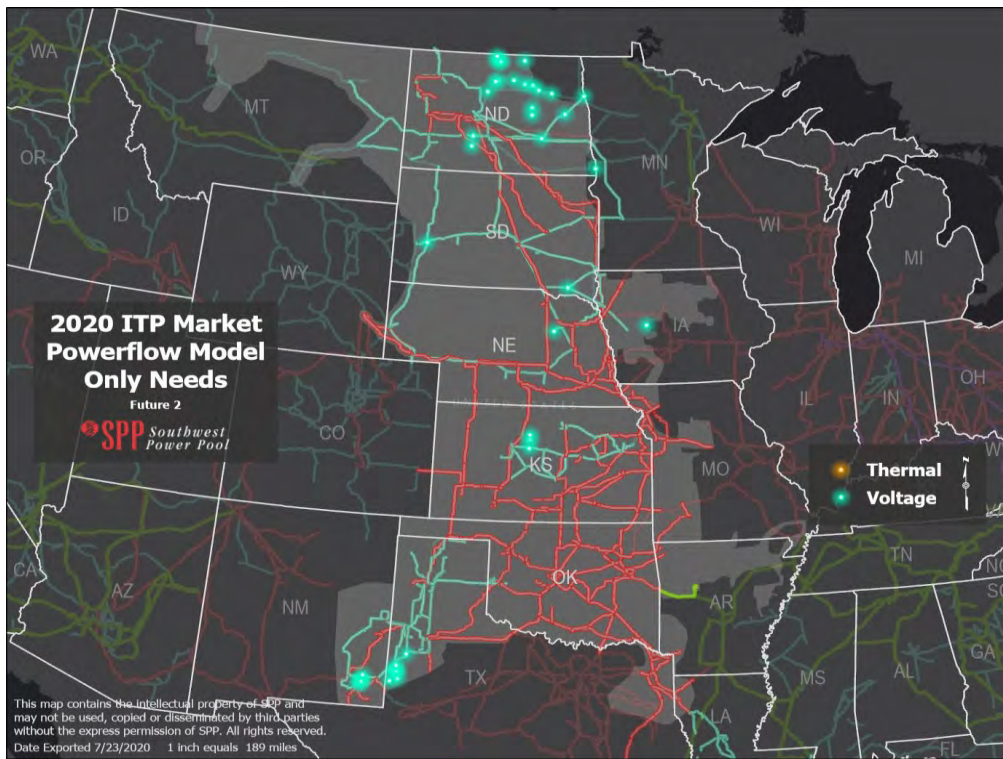 WA
MT
ND
MN
OR
ID
WI
SD
MI
WY
2020 ITP Market
Powerflow Model
Only Needs
Future 2
SPP Southwest
Power Pool
NE
IA
OH
IL
IN
UNITED STATES
CO
KS
MO
Thermal
Voltage
N
CA
AZ
NM
OK
TN
NC
SC
AR
TX
MS
AL
GA
LA
FL
This map contains the intellectual property of SPP and
may not be used, copied or disseminated by third parties
without the express permission of SPP. All rights reserved.
Date Exported 7/23/2020 1 inch equals 189 miles